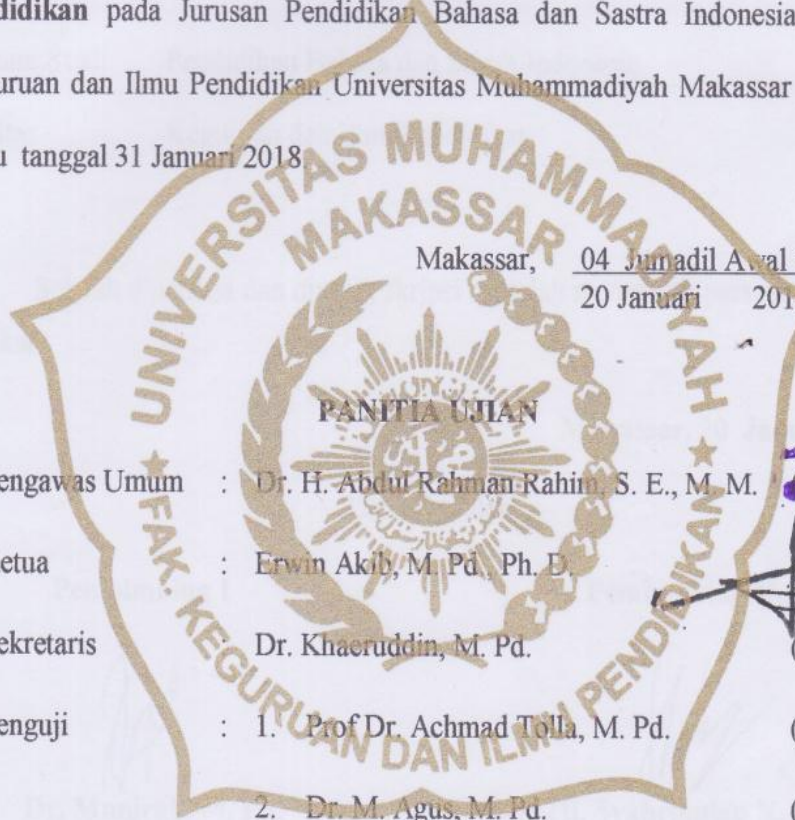 didikan pada Jurusan Pendidikan Bahasa dan Sastra Indonesia
uruan dan Ilmu Pendidikan Universitas Muhammadiyah Makassar
u tanggal 31 Januari 2018
UNIVERSITAS MUHAMMADIYAH
MAKASSAR
Makassar, 04 Jumadil Awal
20 Januari 201
PANITIA UJIAN
engawas Umum : Dr. H. Abdul Rahman Rahim, S. E., M. M.
etua : Erwin Akib, M. Pd., Ph. D.
ekretaris : Dr. Khaeruddin, M. Pd. (
enguji : 1. Prof Dr. Achmad Tolla, M. Pd. (
2. Dr. M. Agus, M. Pd. (
FAK. KEGURUAN DAN ILMU PENDIDIKAN